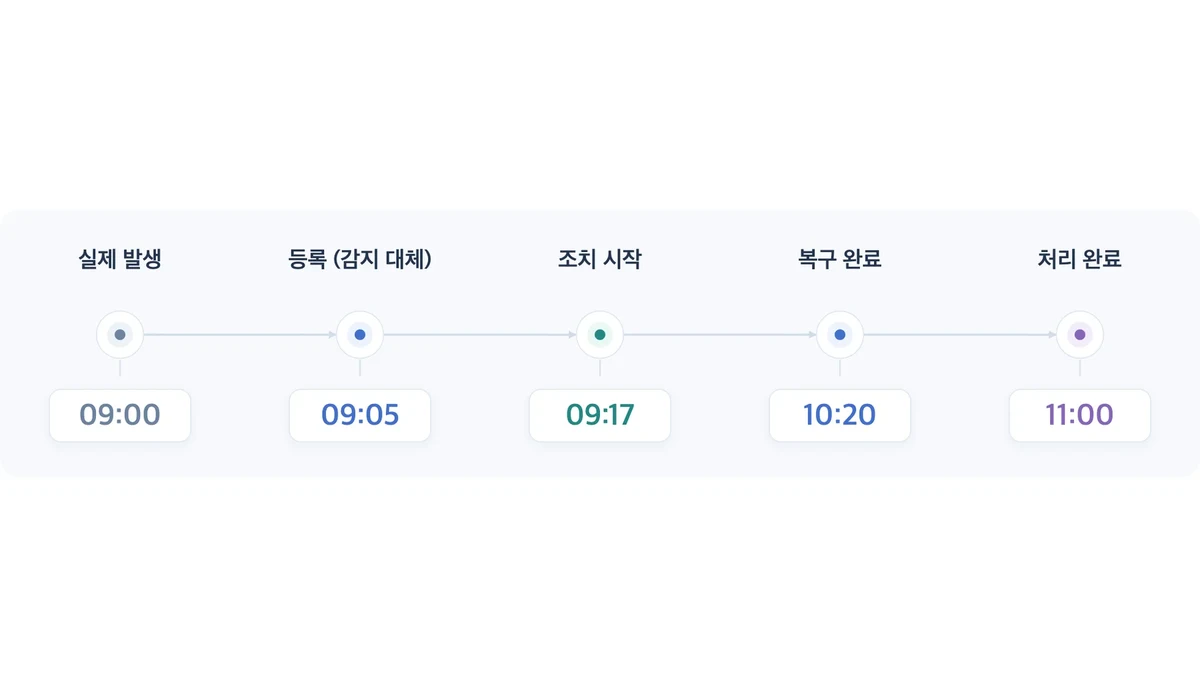 실제 발생
등록 (감지 대체)
조치 시작
복구 완료
처리 완료
09:00
09:05
09:17
10:20
11:00